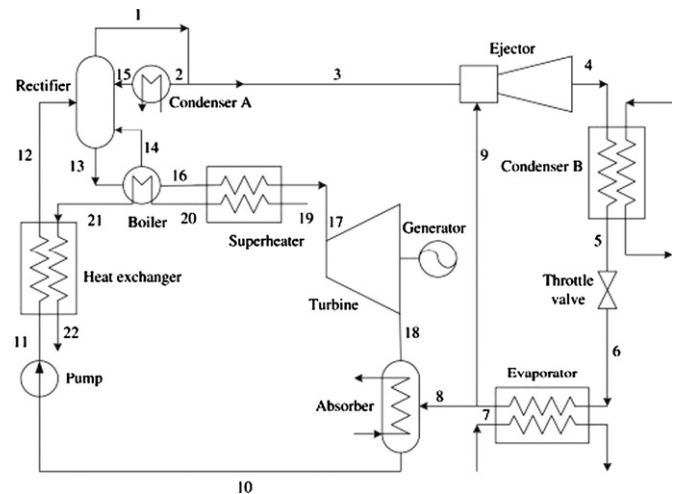 1
Ejector
Rectifier
15
2
3
4
Condenser A
12
14
9
13
16
Condenser B
21
Boiler
20
19
17
Superheater
Generator
5
Heat exchanger
Throttle
valve
Turbine
11
22
18
6
Pump
Evaporator
Absorber
8
7
10